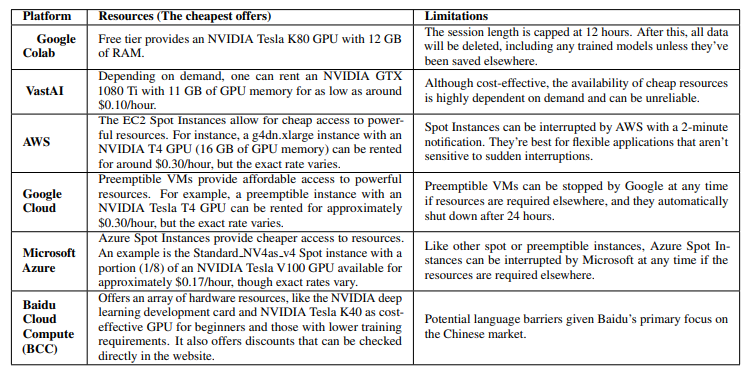 Platform Resources (The cheapest offers) Limitations
Google
Colab
Free tier provides an NVIDIA Tesla K80 GPU with 12 GB
of RAM.
The session length is capped at 12 hours. After this, all data
will be deleted, including any trained models unless they've
been saved elsewhere.
VastAI
Depending on demand, one can rent an NVIDIA GTX
1080 Ti with 11 GB of GPU memory for as low as around
$0.10/hour.
Although cost-effective, the availability of cheap resources
is highly dependent on demand and can be unreliable.
AWS
The EC2 Spot Instances allow for cheap access to power-
ful resources. For instance, a g4dn.xlarge instance with an
NVIDIA T4 GPU (16 GB of GPU memory) can be rented
for around $0.30/hour, but the exact rate varies.
Spot Instances can be interrupted by AWS with a 2-minute
notification. They're best for flexible applications that aren't
sensitive to sudden interruptions.
Google
Cloud
Preemptible VMs provide affordable access to powerful
resources. For example, a preemptible instance with an
NVIDIA Tesla T4 GPU can be rented for approximately
$0.30/hour, but the exact rate varies.
Preemptible VMs can be stopped by Google at any time
if resources are required elsewhere, and they automatically
shut down after 24 hours.
Microsoft
Azure
Azure Spot Instances provide cheaper access to resources.
An example is the Standard_NV4as_v4 Spot instance with a
portion (1/8) of an NVIDIA Tesla V100 GPU available for
approximately $0.17/hour, though exact rates vary.
Like other spot or preemptible instances, Azure Spot In-
stances can be interrupted by Microsoft at any time if the
resources are required elsewhere.
Baidu
Cloud
Compute
(BCC)
Offers an array of hardware resources, like the NVIDIA deep
learning development card and NVIDIA Tesla K40 as cost-
effective GPU for beginners and those with lower training
requirements. It also offers discounts that can be checked
directly in the website.
Potential language barriers given Baidu's primary focus on
the Chinese market.